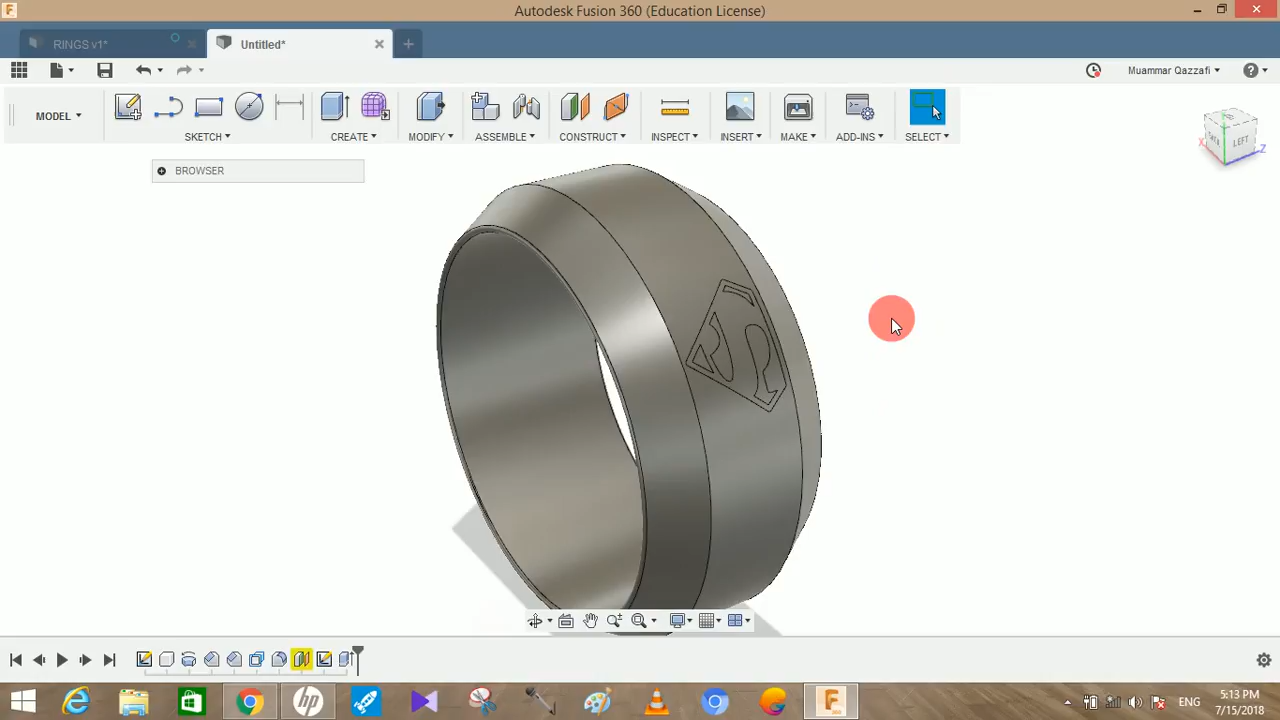 Autodesk Fusion 360 (Education License)
RINGS v1*
Untitled*
Muammar Qazzafi
MODEL
SKETCH
CREATE
MODIFY
ASSEMBLE
CONSTRUCT
INSPECT
INSERT
MAKE
ADD-INS
SELECT
LEFT
X
Z
BROWSER
ENG
5:13 PM
7/15/2018